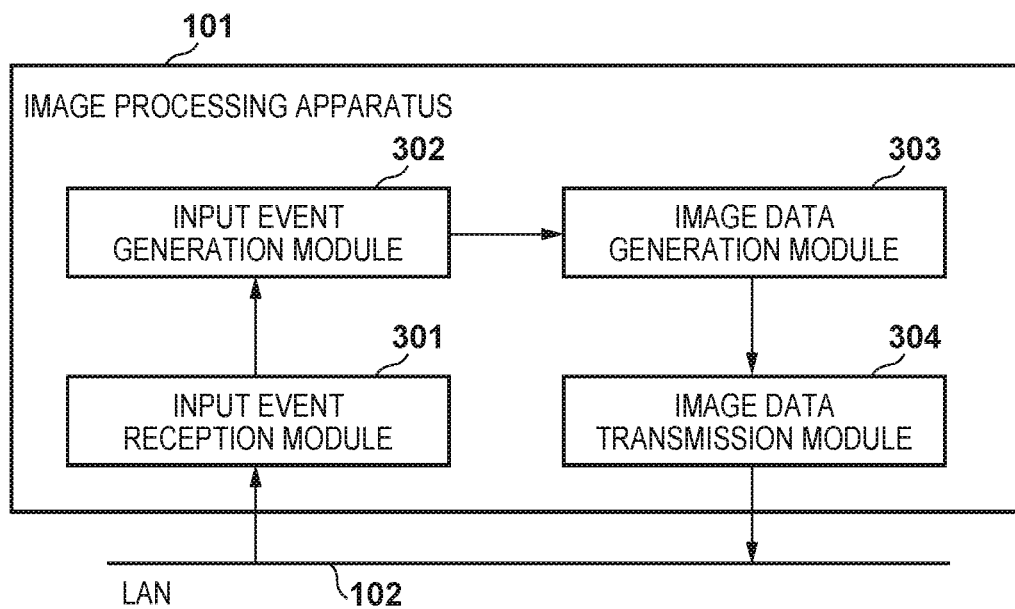 101
IMAGE PROCESSING APPARATUS
302
INPUT EVENT
GENERATION MODULE
303
IMAGE DATA
GENERATION MODULE
301
INPUT EVENT
RECEPTION MODULE
304
IMAGE DATA
TRANSMISSION MODULE
LAN
102